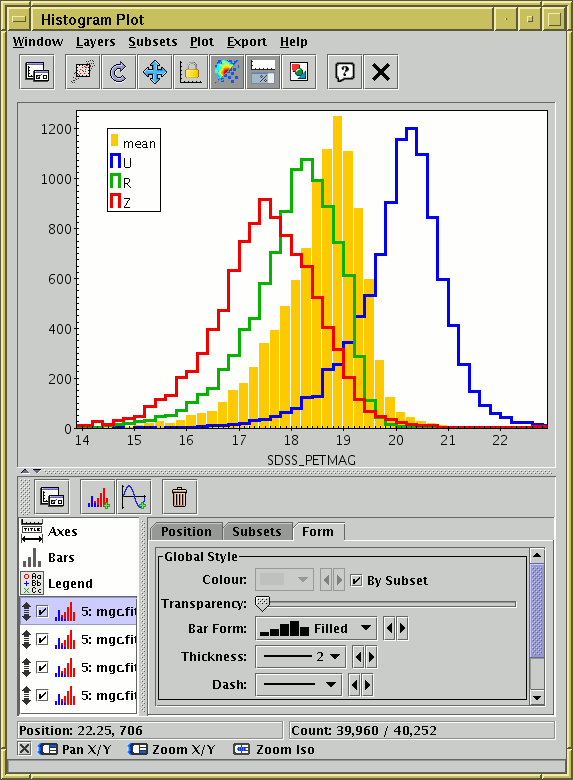 Histogram Plot
Window Layers Subsets Plot Export Help
1200
1000
800
600
400
200
0
mean
U
R
Z
14 15 16 17 18 19 20 21 22
SDSS_PETMAG
Axes
Bars
Legend
5: mgc.fit
5: mgc.fit
5: mgc.fit
5: mgc.fit
Position Subsets Form
Global Style
Colour: By Subset
Transparency:
Bar Form: Filled
Thickness: 2
Dash:
Position: 22.25, 706 Count: 39,960 / 40,252
Pan X/Y Zoom X/Y Zoom Iso